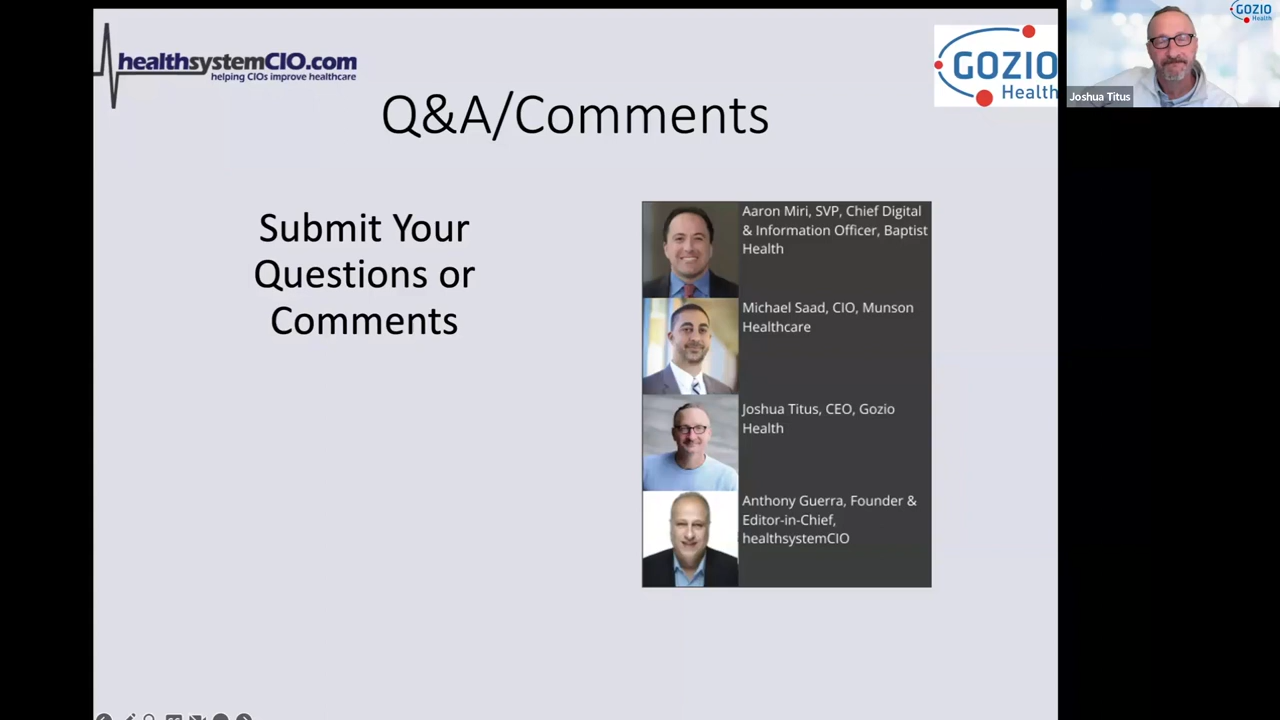 healthsystemCIO.com
helping CIOs improve healthcare
GOZIO
Health
GOZIO
Health
Joshua Titus
Q&A/Comments
Submit Your
Questions or
Comments
Aaron Miri, SVP, Chief Digital
& Information Officer, Baptist
Health
Michael Saad, CIO, Munson
Healthcare
Joshua Titus, CEO, Gozio
Health
Anthony Guerra, Founder &
Editor-in-Chief,
healthsystemCIO